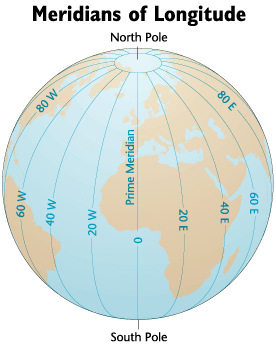 Meridians of Longitude
North Pole
80 W
80 E
Prime Meridian
60 W
40 W
20 W
0
20 E
40 E
60 E
South Pole